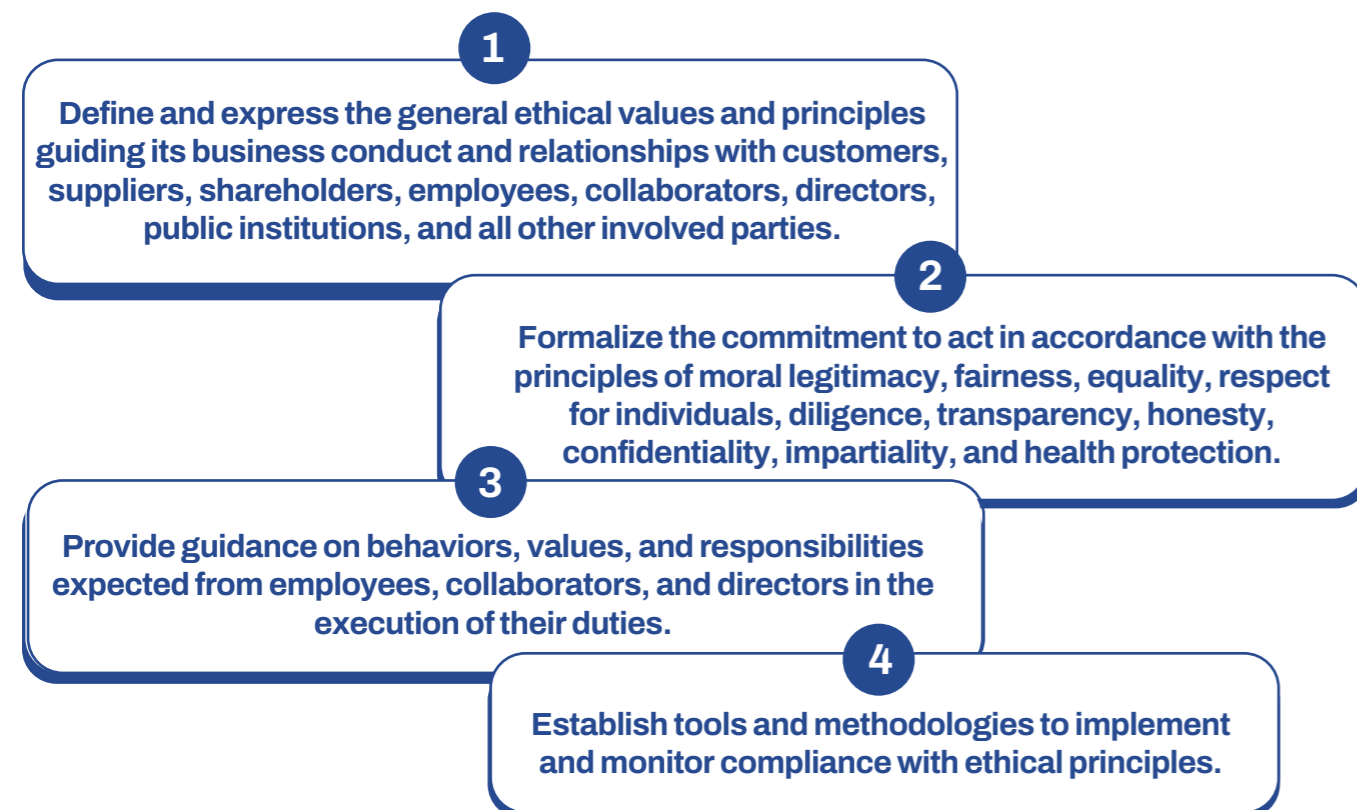 1
Define and express the general ethical values and principles
guiding its business conduct and relationships with customers,
suppliers, shareholders, employees, collaborators, directors,
public institutions, and all other involved parties.
2
Formalize the commitment to act in accordance with the
principles of moral legitimacy, fairness, equality, respect
for individuals, diligence, transparency, honesty,
confidentiality, impartiality, and health protection.
3
Provide guidance on behaviors, values, and responsibilities
expected from employees, collaborators, and directors in the
execution of their duties.
4
Establish tools and methodologies to implement
and monitor compliance with ethical principles.